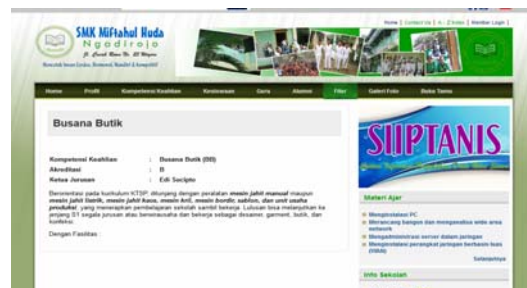 Home | Contact Us | A - Z Index | Member Login |
SMK Miftahul Huda
Ngadirojo
Home Profil Kompetensi Keahlian Kesiswaan Guru Alumni Filler Galeri Foto Buku Tamu
Busana Butik
Kompetensi Keahlian : Busana Butik (BB)
Akreditasi : B
Ketua Jurusan : Edi Sucipto
Berorientasi pada kurikulum KTSP, ditunjang dengan peralatan mesin jahit manual maupun
mesin jahit listrik, mesin jahit kaos, mesin bordir, sablon, dan unit usaha
produksi, yang menerapkan pembelajaran sekolah sambil bekerja. Lulusan bisa melanjutkan ke
jenjang S1 segala jurusan atau berwirausaha dan bekerja sebagai desainer, garment, butik, dan
konfeksi.
Dengan Fasilitas :
SIIPTANIS
Materi Ajar
Menginstalasi PC
Merancang bangun dan menganalisa wide area
network
Mengadministrasi server dalam jaringan
Menginstalasi perangkat jaringan berbasis luas
(WAN)
Selanjutnya
Info Sekolah